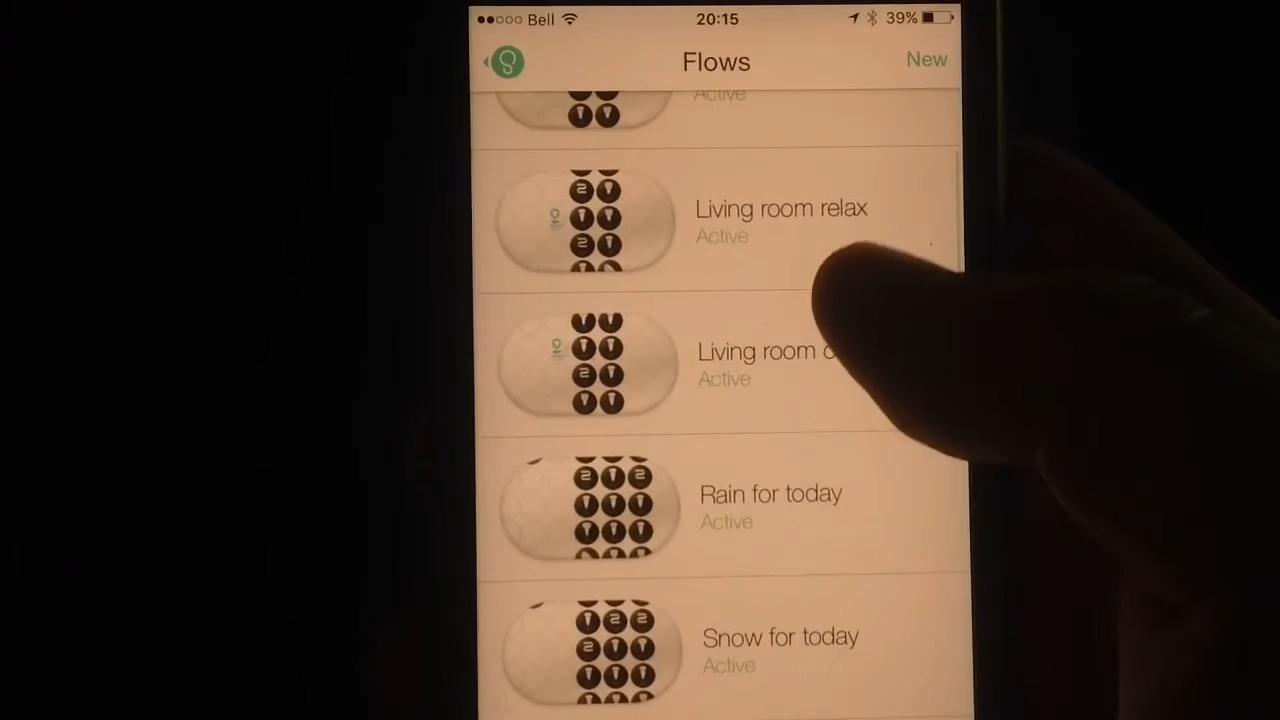 Bell 20:15 39%
Flows New
Active
Living room relax
Active
Living room
Active
Rain for today
Active
Snow for today
Active